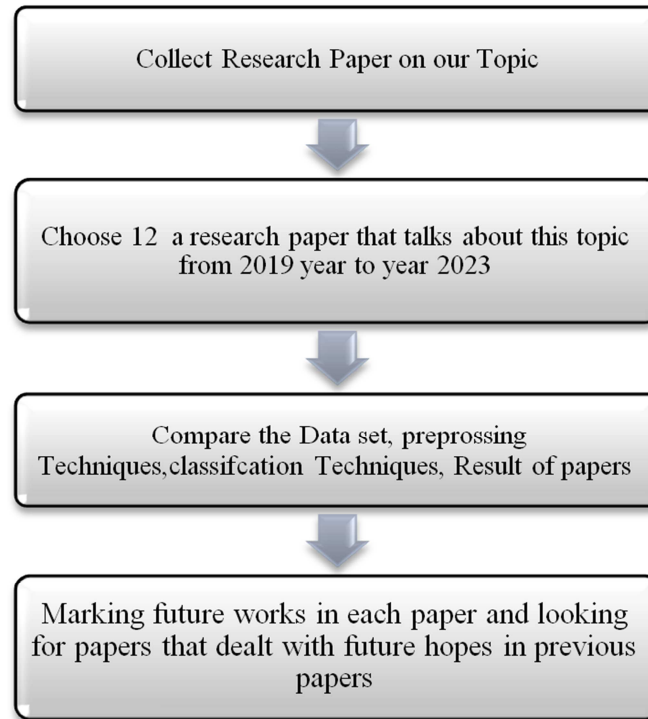 Collect Research Paper on our Topic
Choose 12 a research paper that talks about this topic
from 2019 year to year 2023
Compare the Data set, preprossing
Techniques,classifcation Techniques, Result of papers
Marking future works in each paper and looking
for papers that dealt with future hopes in previous
papers